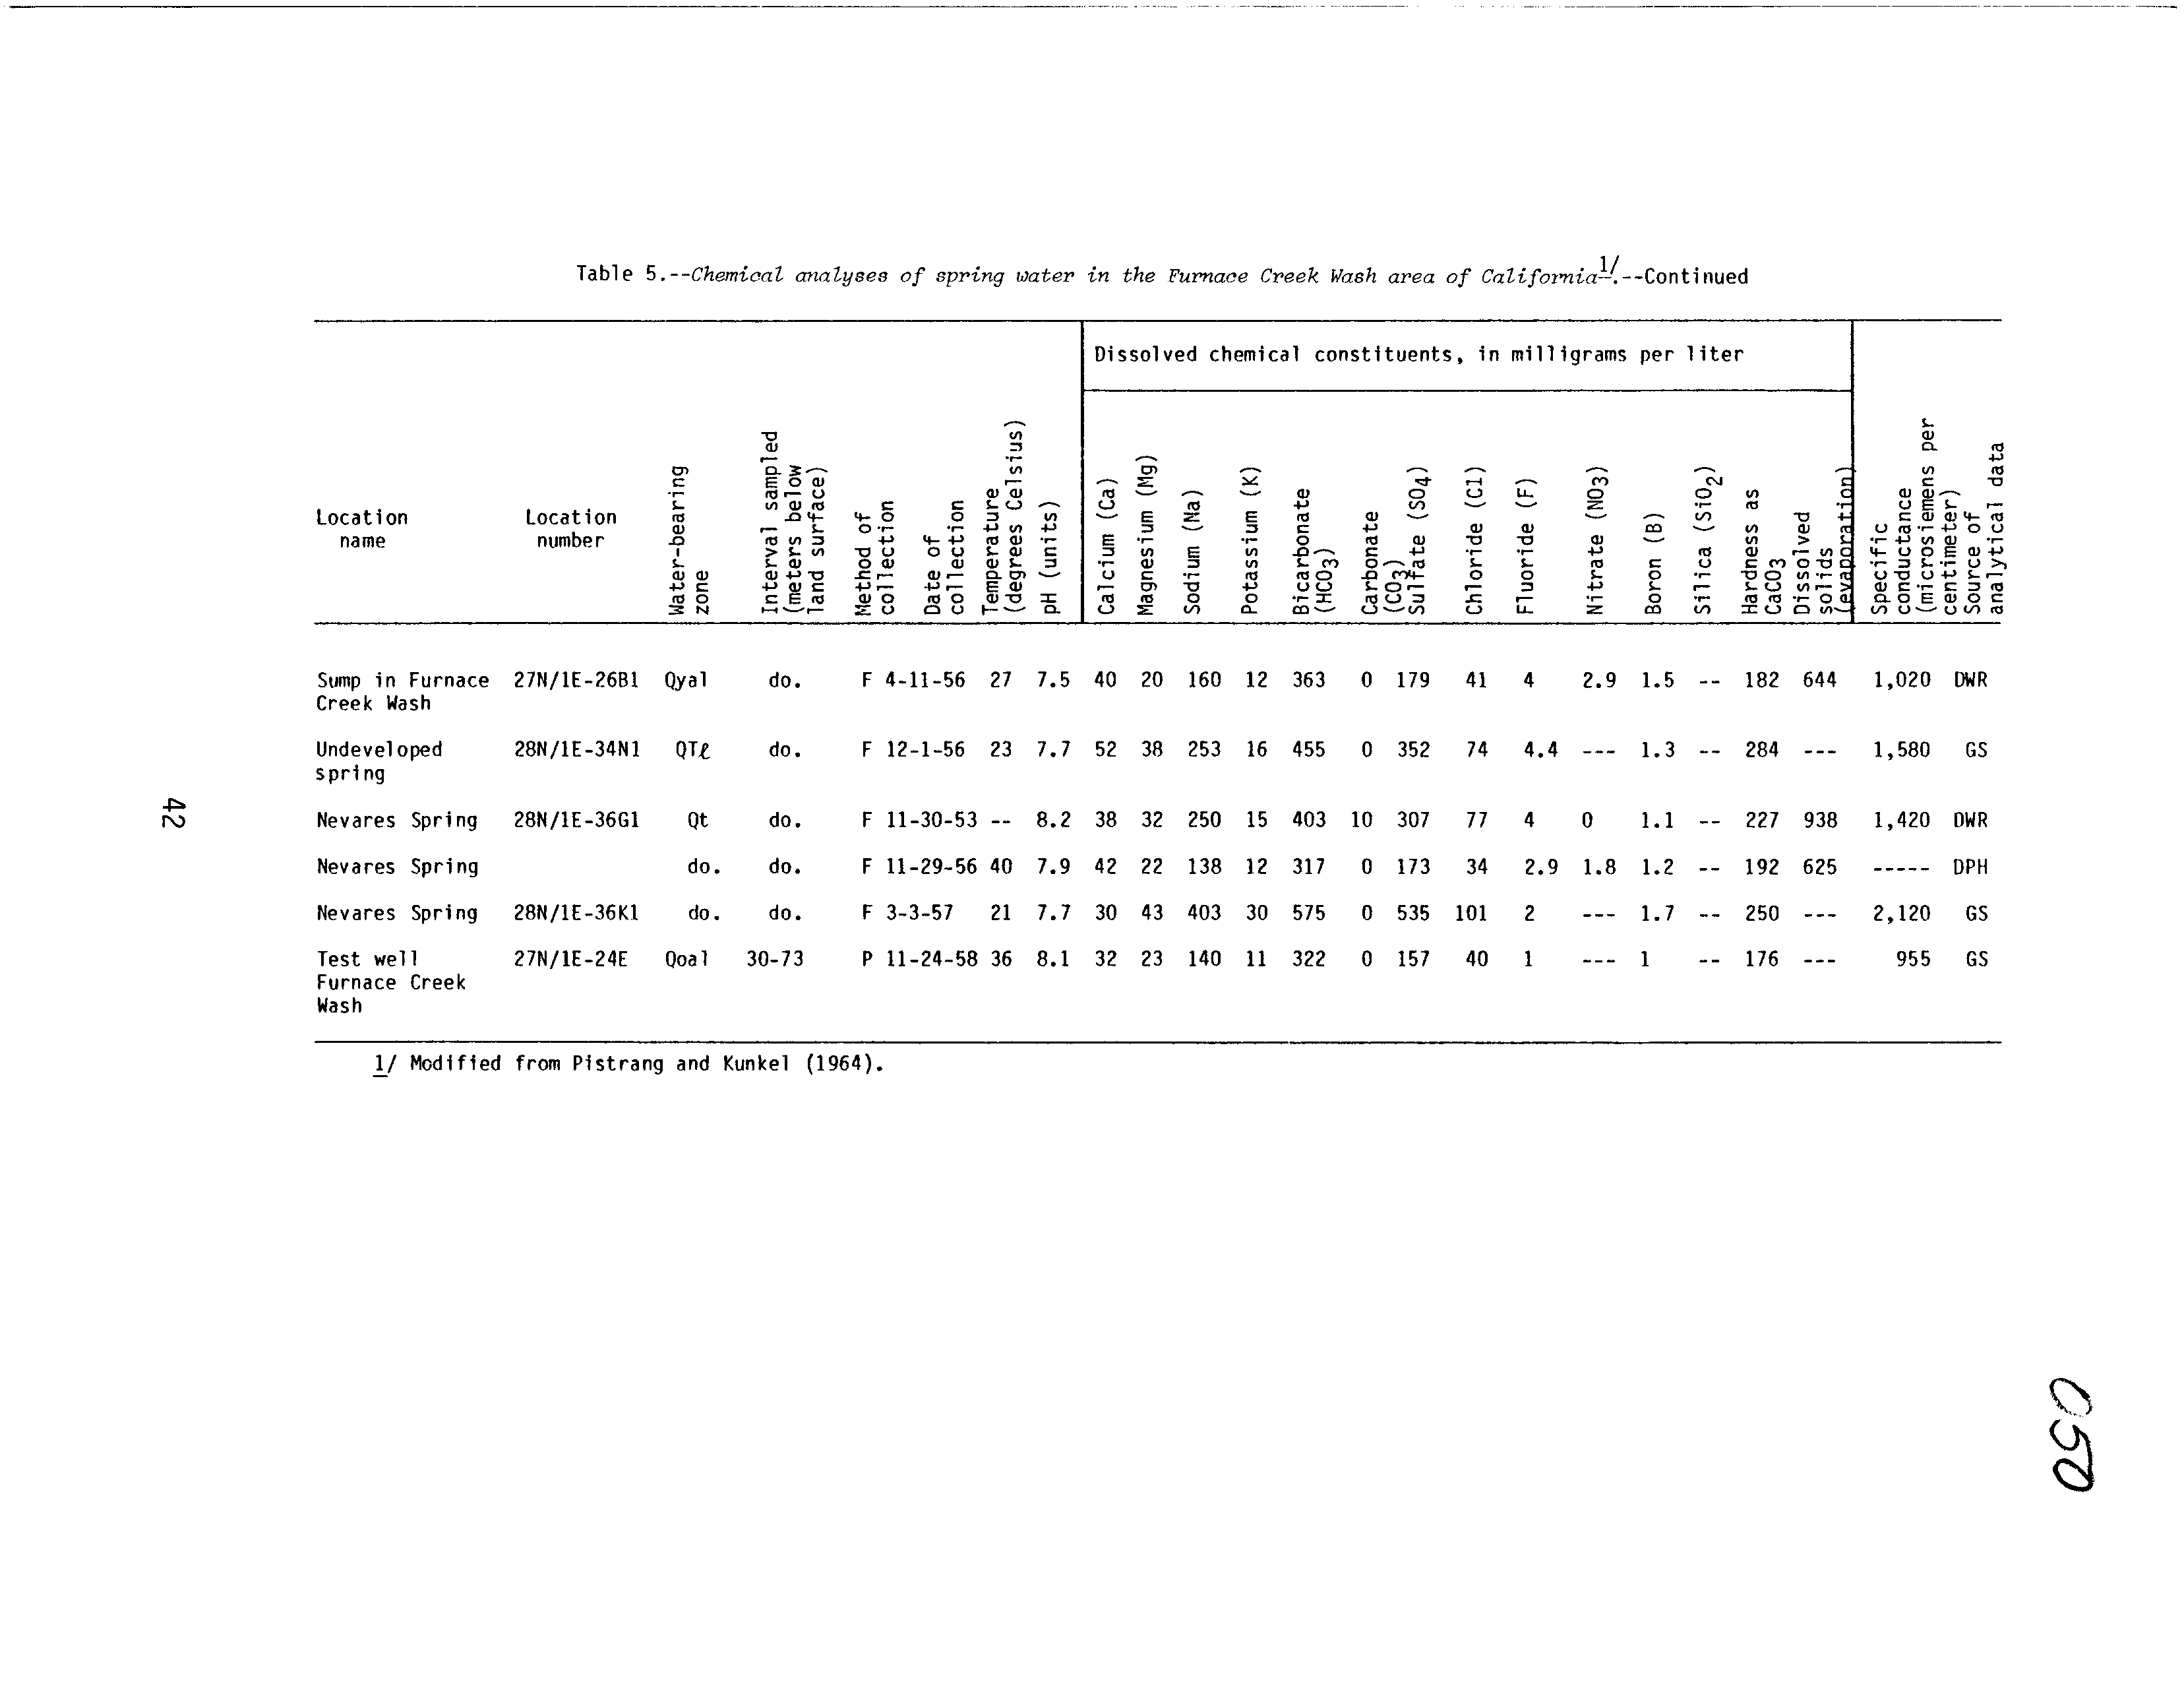 Table 5.--Chemical analyses of spring water in the Furnace Creek Wash area of California 1/.--Continued
Dissolved chemical constituents, in milligrams per liter
Location
name
Location
number
Water-bearing
zone
Interval sampled
(meters below
land surface)
Method of
collection
Date of
collection
Temperature
(degrees Celsius)
pH (units)
Calcium (Ca)
Magnesium (Mg)
Sodium (Na)
Potassium (K)
Bicarbonate
(HCO3)
Carbonate
(CO3)
Sulfate (SO4)
Chloride (Cl)
Fluoride (F)
Nitrate (NO3)
Boron (B)
Silica (SiO2)
Hardness as
CaCO3
Dissolved
solids
(evaporation)
Specific
conductance
(microsiemens per
centimeter)
Source of
analytical data
Sump in Furnace 27N/1E-26B1 Qyal do. F 4-11-56 27 7.5 40 20 160 12 363 0 179 41 4 2.9 1.5 -- 182 644 1,020 DWR
Creek Wash
Undeveloped 28N/1E-34N1 QTℓ do. F 12-1-56 23 7.7 52 38 253 16 455 0 352 74 4.4 --- 1.3 -- 284 --- 1,580 GS
spring
Nevares Spring 28N/1E-36G1 Qt do. F 11-30-53 -- 8.2 38 32 250 15 403 10 307 77 4 0 1.1 -- 227 938 1,420 DWR
Nevares Spring do. do. F 11-29-56 40 7.9 42 22 138 12 317 0 173 34 2.9 1.8 1.2 -- 192 625 ----- DPH
Nevares Spring 28N/1E-36K1 do. do. F 3-3-57 21 7.7 30 43 403 30 575 0 535 101 2 --- 1.7 -- 250 --- 2,120 GS
Test well 27N/1E-24E Qoal 30-73 P 11-24-58 36 8.1 32 23 140 11 322 0 157 40 1 --- 1 -- 176 --- 955 GS
Furnace Creek
Wash
1/ Modified from Pistrang and Kunkel (1964).
42
050